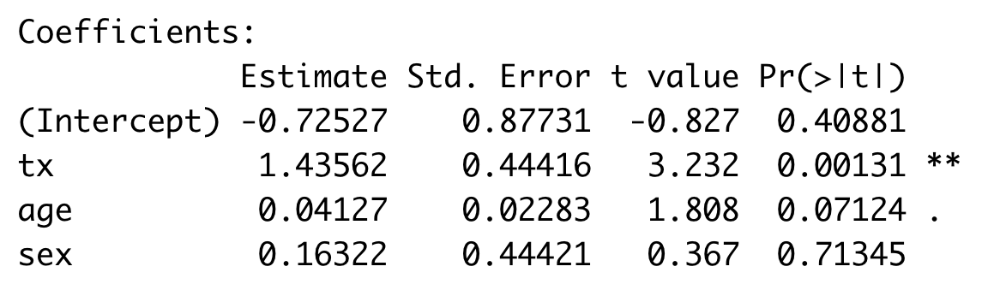 Coefficients:
            Estimate Std. Error t value Pr(>|t|)
(Intercept) -0.72527    0.87731  -0.827  0.40881
tx           1.43562    0.44416   3.232  0.00131 **
age          0.04127    0.02283   1.808  0.07124 .
sex          0.16322    0.44421   0.367  0.71345